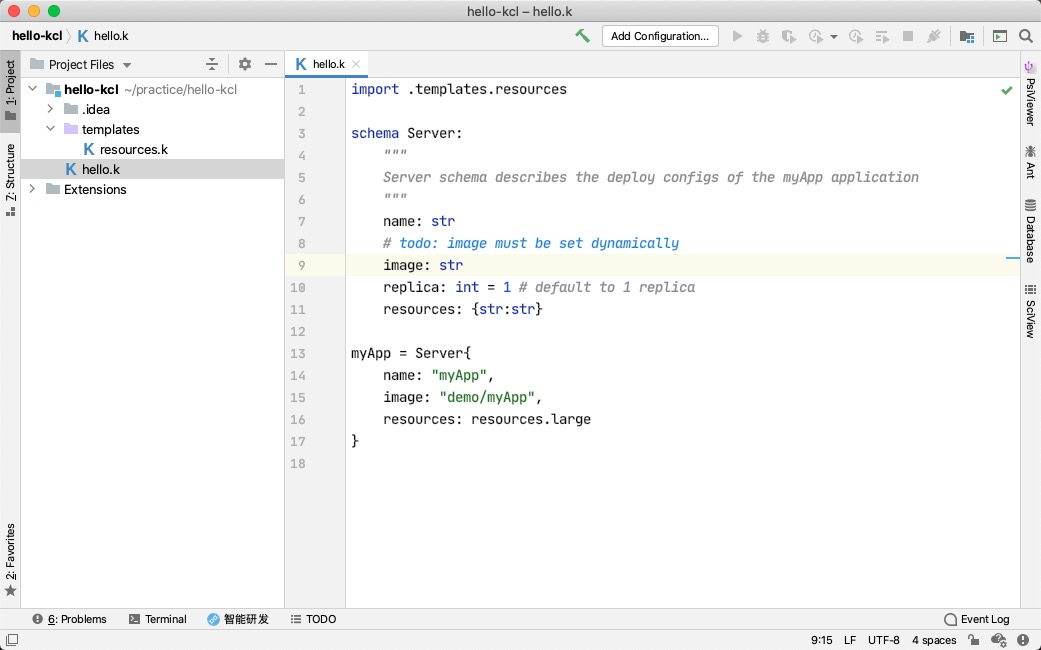 hello-kcl – hello.k
hello-kcl
hello.k
Add Configuration...
1: Project
Project Files
hello.k
hello-kcl ~/practice/hello-kcl
.idea
templates
resources.k
hello.k
Extensions
Z: Structure
2: Favorites
1 import .templates.resources
2
3 schema Server:
4 """
5 Server schema describes the deploy configs of the myApp application
6 """
7 name: str
8 # todo: image must be set dynamically
9 image: str
10 replica: int = 1 # default to 1 replica
11 resources: {str:str}
12
13 myApp = Server{
14 name: "myApp",
15 image: "demo/myApp",
16 resources: resources.large
17 }
18
PsiViewer
Ant
Database
SciView
6: Problems
Terminal
智能研发
TODO
Event Log
9:15 LF UTF-8 4 spaces